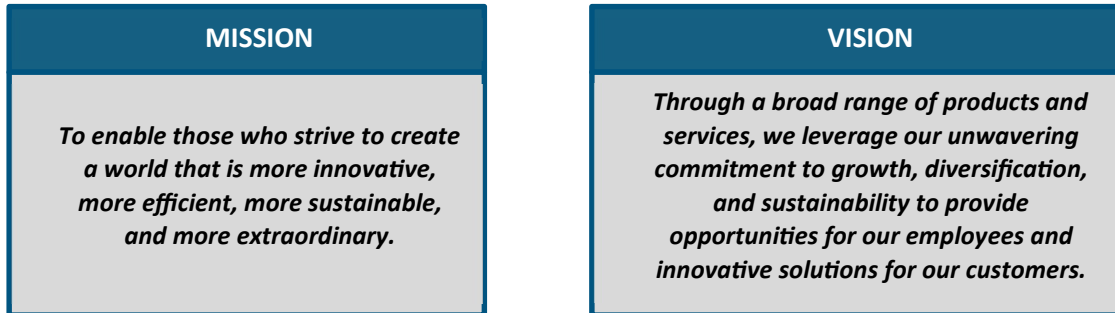 MISSION
To enable those who strive to create
a world that is more innovative,
more efficient, more sustainable,
and more extraordinary.
VISION
Through a broad range of products and
services, we leverage our unwavering
commitment to growth, diversification,
and sustainability to provide
opportunities for our employees and
innovative solutions for our customers.